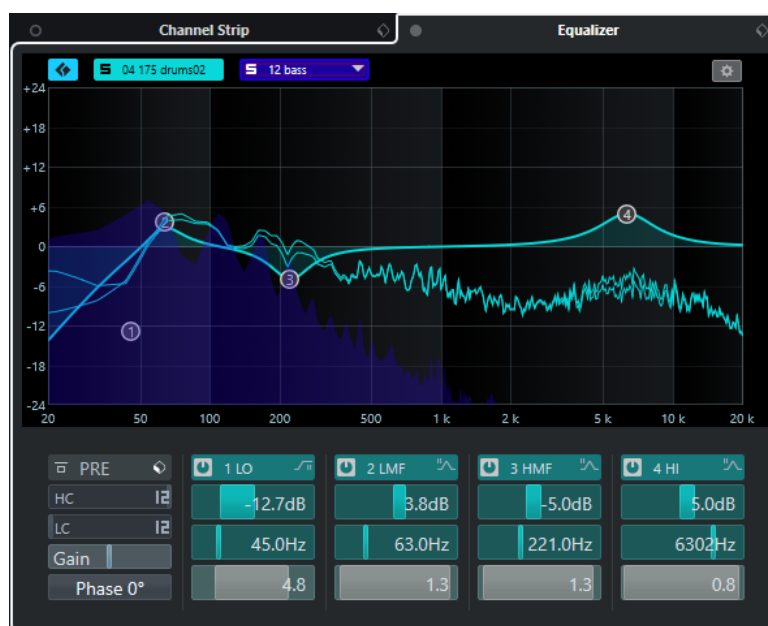 Channel Strip Equalizer
04 175 drums02 12 bass
+24
+18
+12
+6
0
-6
-12
-18
-24
1 2 3 4
20 50 100 200 500 1 k 2 k 5 k 10 k 20 k
PRE 1 LO 2 LMF 3 HMF 4 HI
HC 12 -12.7dB 3.8dB -5.0dB 5.0dB
LC 12 45.0Hz 63.0Hz 221.0Hz 6302Hz
Gain
Phase 0° 4.8 1.3 1.3 0.8